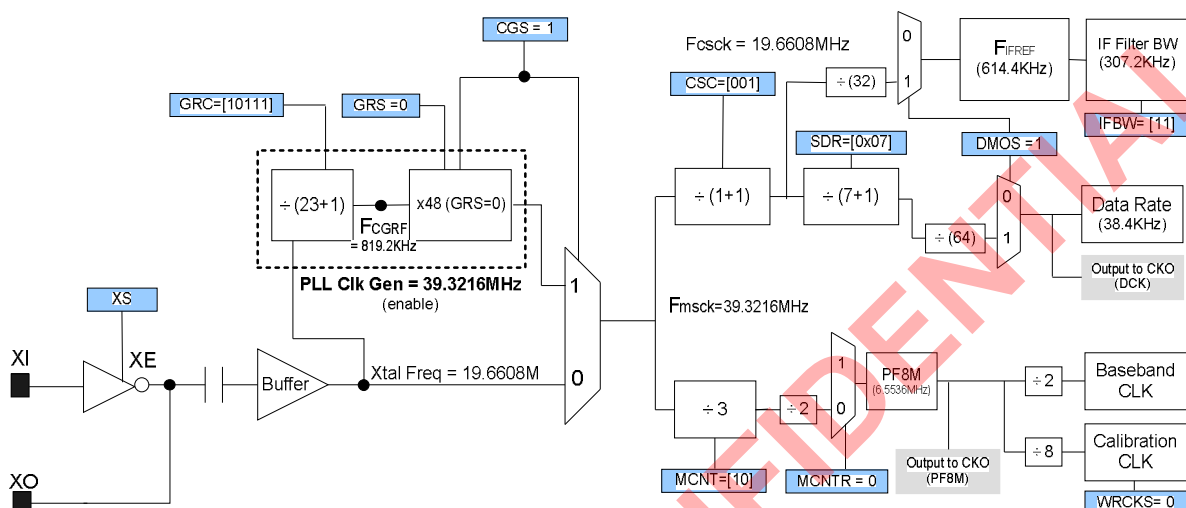 CGS = 1
Fcsck = 19.6608MHz
0
1
FIFREF
(614.4KHz)
IF Filter BW
(307.2KHz)
CSC=[001]
÷(32)
GRC=[10111]
GRS =0
IFBW= [11]
SDR=[0x07]
DMOS =1
÷(23+1)
FCGRF
= 819.2KHz
x48 (GRS=0)
÷(1+1)
÷(7+1)
÷(64)
0
1
Data Rate
(38.4KHz)
PLL Clk Gen = 39.3216MHz
(enable)
Output to CKO
(DCK)
1
0
Fmsck=39.3216MHz
XS
XI
XE
Buffer
Xtal Freq = 19.6608M
÷3
÷2
1
0
PF8M
(6.5536MHz)
÷2
Baseband
CLK
÷8
Calibration
CLK
MCNT=[10]
MCNTR = 0
Output to CKO
(PF8M)
XO
WRCKS= 0
NFIDENTIAL